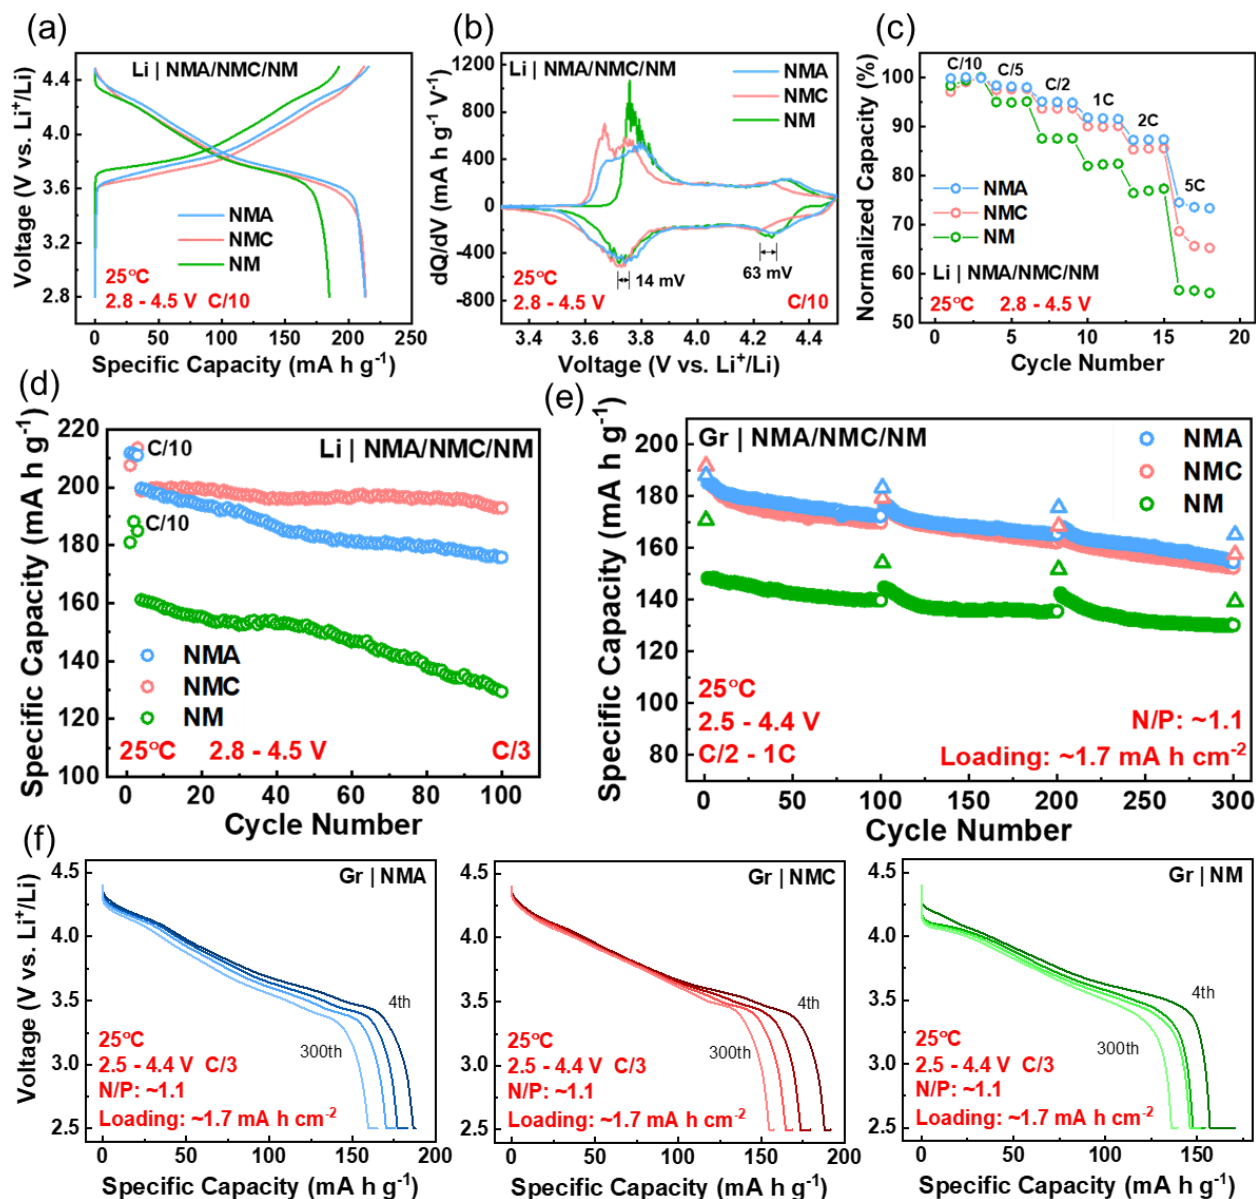 (a)
Li | NMA/NMC/NM
Voltage (V vs. Li⁺/Li)
4.4
4.0
3.6
3.2
2.8
NMA
NMC
NM
25°C
2.8 - 4.5 V C/10
0 50 100 150 200 250
Specific Capacity (mA h g⁻¹)
(b)
Li | NMA/NMC/NM
NMA
NMC
NM
dQ/dV (mA h g⁻¹ V⁻¹)
1200
800
400
0
-400
-800
14 mV
63 mV
25°C
2.8 - 4.5 V
C/10
3.4 3.6 3.8 4.0 4.2 4.4
Voltage (V vs. Li⁺/Li)
(c)
Normalized Capacity (%)
100
95
90
85
80
75
70
65
60
55
50
C/10
C/5
C/2
1C
2C
5C
NMA
NMC
NM
Li | NMA/NMC/NM
25°C 2.8 - 4.5 V
0 5 10 15 20
Cycle Number
(d)
Specific Capacity (mA h g⁻¹)
220
200
180
160
140
120
100
C/10
Li | NMA/NMC/NM
C/10
NMA
NMC
NM
25°C 2.8 - 4.5 V C/3
0 20 40 60 80 100
Cycle Number
(e)
Specific Capacity (mA h g⁻¹)
200
180
160
140
120
100
80
Gr | NMA/NMC/NM
NMA
NMC
NM
25°C
2.5 - 4.4 V
C/2 - 1C
N/P: ~1.1
Loading: ~1.7 mA h cm⁻²
0 50 100 150 200 250 300
Cycle Number
(f)
Voltage (V vs. Li⁺/Li)
4.5
4.0
3.5
3.0
2.5
Gr | NMA
4th
300th
25°C
2.5 - 4.4 V C/3
N/P: ~1.1
Loading: ~1.7 mA h cm⁻²
0 50 100 150 200
Specific Capacity (mA h g⁻¹)
4.5
4.0
3.5
3.0
2.5
Gr | NMC
4th
300th
25°C
2.5 - 4.4 V C/3
N/P: ~1.1
Loading: ~1.7 mA h cm⁻²
0 50 100 150 200
Specific Capacity (mA h g⁻¹)
4.5
4.0
3.5
3.0
2.5
Gr | NM
4th
300th
25°C
2.5 - 4.4 V C/3
N/P: ~1.1
Loading: ~1.7 mA h cm⁻²
0 50 100 150
Specific Capacity (mA h g⁻¹)